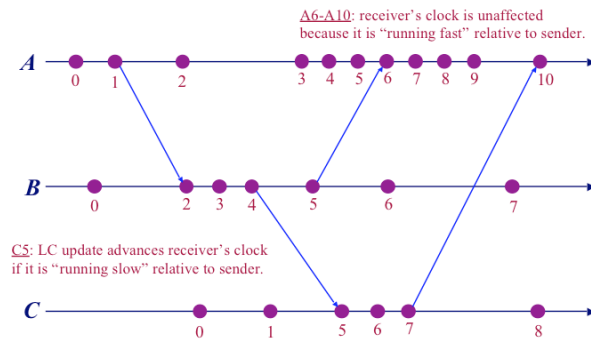 A6-A10: receiver's clock is unaffected
because it is "running fast" relative to sender.
A
0 1 2 3 4 5 6 7 8 9 10
B
0 2 3 4 5 6 7
C5: LC update advances receiver's clock
if it is "running slow" relative to sender.
C
0 1 5 6 7 8